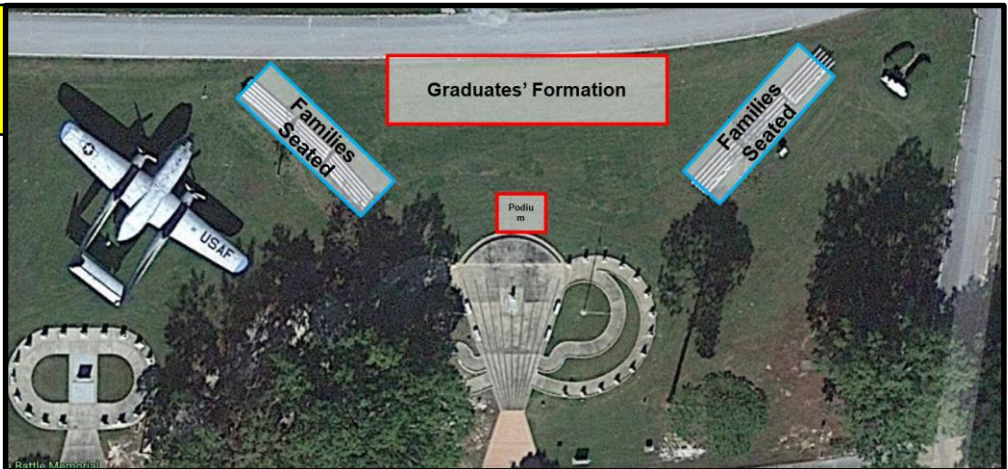 Graduates' Formation
Families
Seated
Families
Seated
Podiu
m
USAF
Battle Memorial